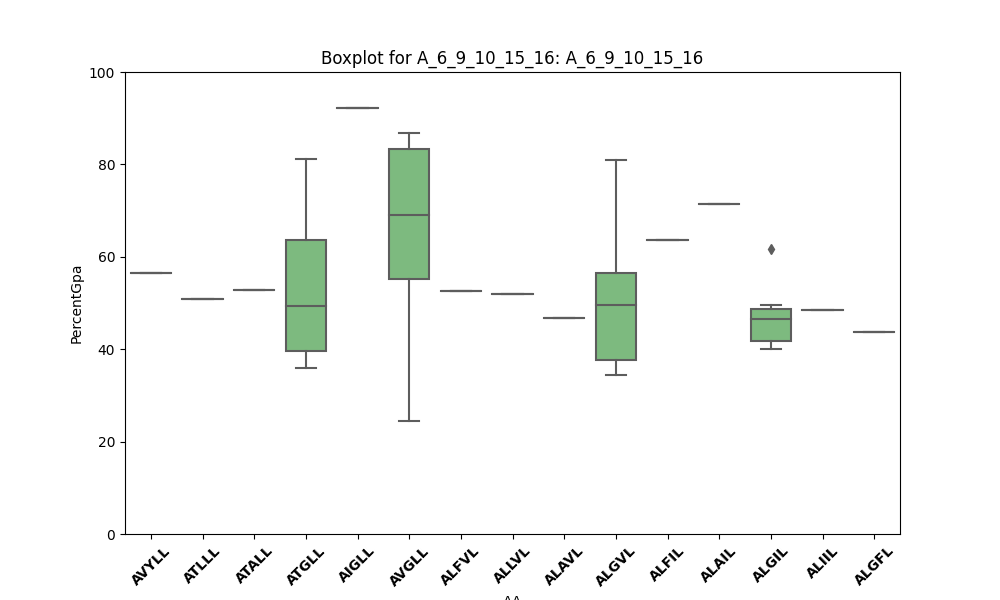 Boxplot for A_6_9_10_15_16: A_6_9_10_15_16
PercentGpa
100
80
60
40
20
0
AVYLL
ATLLL
ATALL
ATGLL
AIGLL
AVGLL
ALFVL
ALLVL
ALAVL
ALGVL
ALFIL
ALAIL
ALGIL
ALIIL
ALGFL
AA